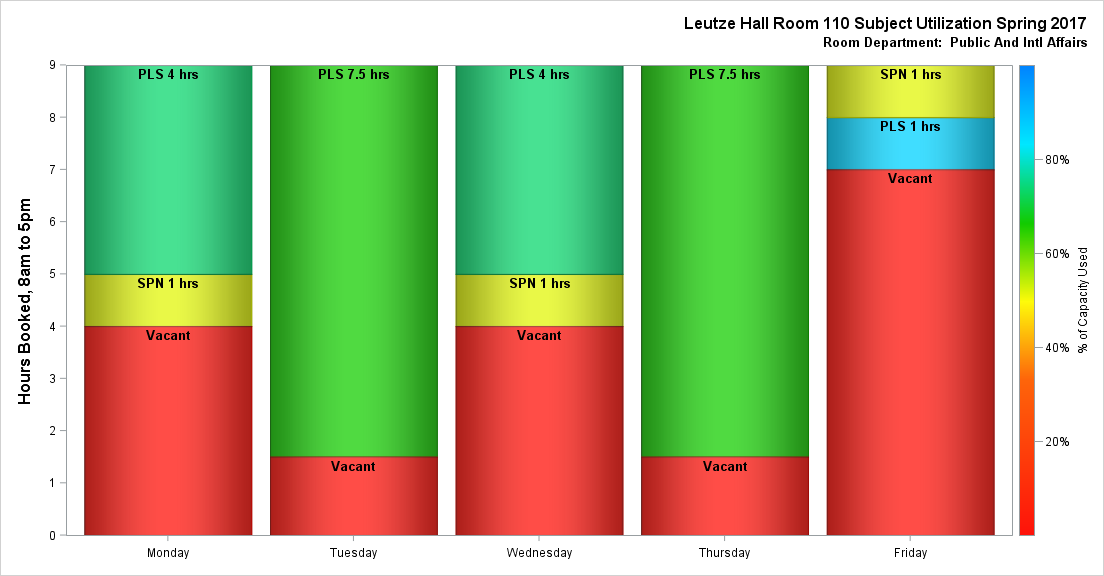 Leutze Hall Room 110 Subject Utilization Spring 2017
Room Department: Public And Intl Affairs
Hours Booked, 8am to 5pm
9
8
7
6
5
4
3
2
1
0
PLS 4 hrs
SPN 1 hrs
Vacant
PLS 7.5 hrs
Vacant
PLS 4 hrs
SPN 1 hrs
Vacant
PLS 7.5 hrs
Vacant
SPN 1 hrs
PLS 1 hrs
Vacant
Monday
Tuesday
Wednesday
Thursday
Friday
80%
60%
40%
20%
% of Capacity Used